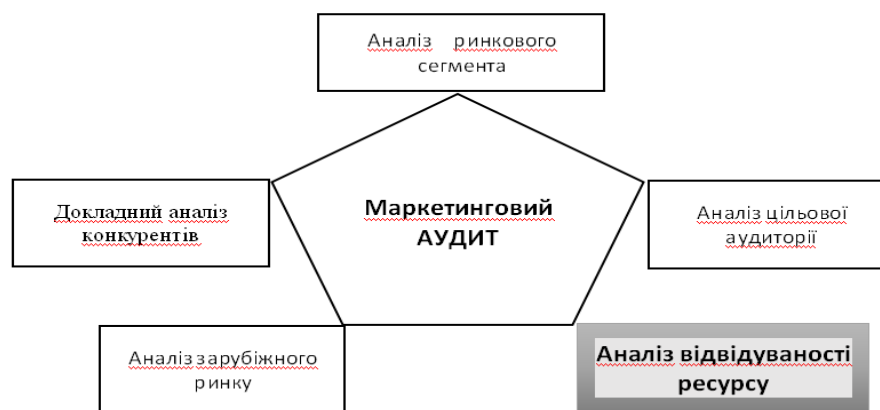 Аналіз ринкового
сегмента
Докладний аналіз
конкурентів
Маркетинговий
АУДИТ
Аналіз цільової
аудиторії
Аналіз зарубіжного
ринку
Аналіз відвідуваності
ресурсу